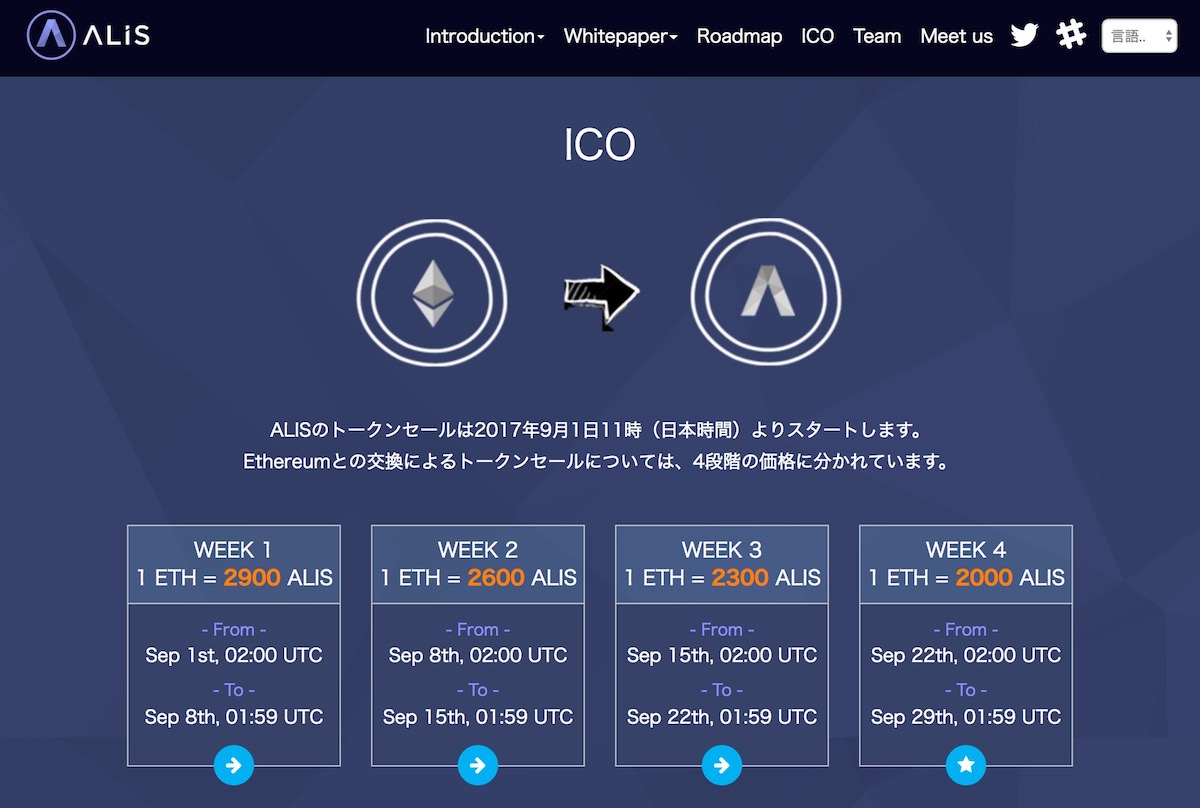 ALiS Introduction Whitepaper Roadmap ICO Team Meet us 言語..
ICO
ALISのトークンセールは2017年9月1日11時（日本時間）よりスタートします。
Ethereumとの交換によるトークンセールについては、4段階の価格に分かれています。
WEEK 1
1 ETH = 2900 ALIS
- From -
Sep 1st, 02:00 UTC
- To -
Sep 8th, 01:59 UTC
WEEK 2
1 ETH = 2600 ALIS
- From -
Sep 8th, 02:00 UTC
- To -
Sep 15th, 01:59 UTC
WEEK 3
1 ETH = 2300 ALIS
- From -
Sep 15th, 02:00 UTC
- To -
Sep 22th, 01:59 UTC
WEEK 4
1 ETH = 2000 ALIS
- From -
Sep 22th, 02:00 UTC
- To -
Sep 29th, 01:59 UTC